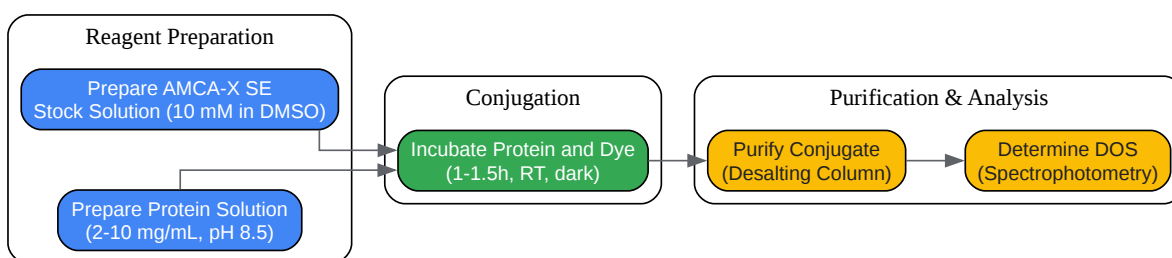 Reagent Preparation
Prepare AMCA-X SE
Stock Solution (10 mM in DMSO)
Prepare Protein Solution
(2-10 mg/mL, pH 8.5)
Conjugation
Incubate Protein and Dye
(1-1.5h, RT, dark)
Purification & Analysis
Purify Conjugate
(Desalting Column)
Determine DOS
(Spectrophotometry)